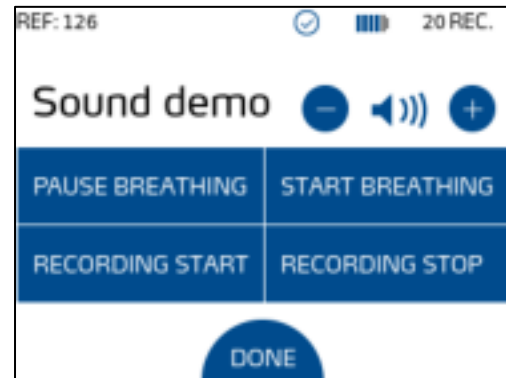 REF: 126 20 REC.
Sound demo
PAUSE BREATHING START BREATHING
RECORDING START RECORDING STOP
DONE